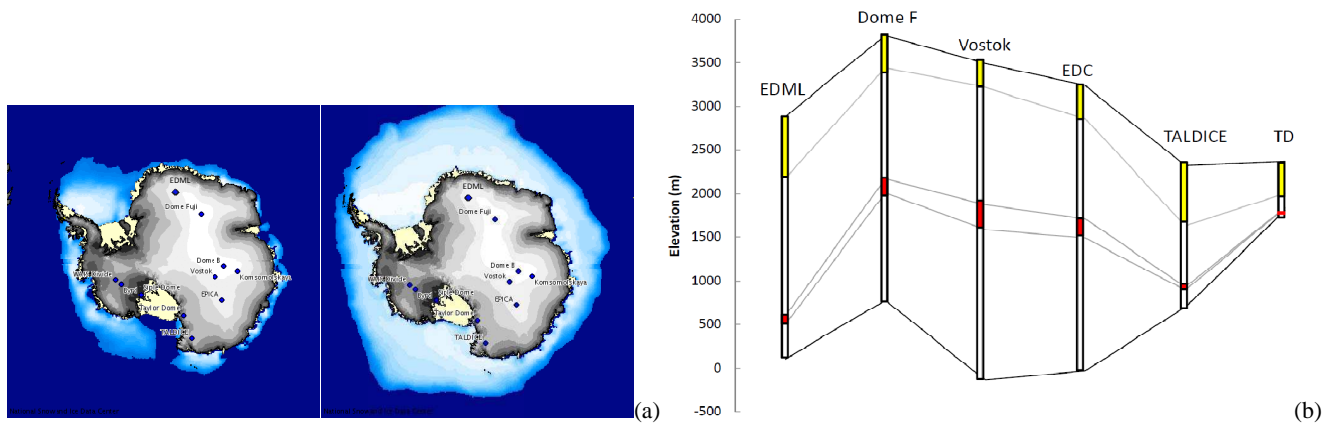 EDML
Dome Fuji
Dome B
Vostok
Komsomolskaya
EPICA
WAIS Divide
Byrd
Siple Dome
Taylor Dome
TALDICE
EDML
Dome Fuji
Dome B
Vostok
Komsomolskaya
EPICA
WAIS Divide
Byrd
Siple Dome
Taylor Dome
TALDICE
(a)
Elevation (m)
4000
3500
3000
2500
2000
1500
1000
500
0
-500
EDML
Dome F
Vostok
EDC
TALDICE
TD
(b)